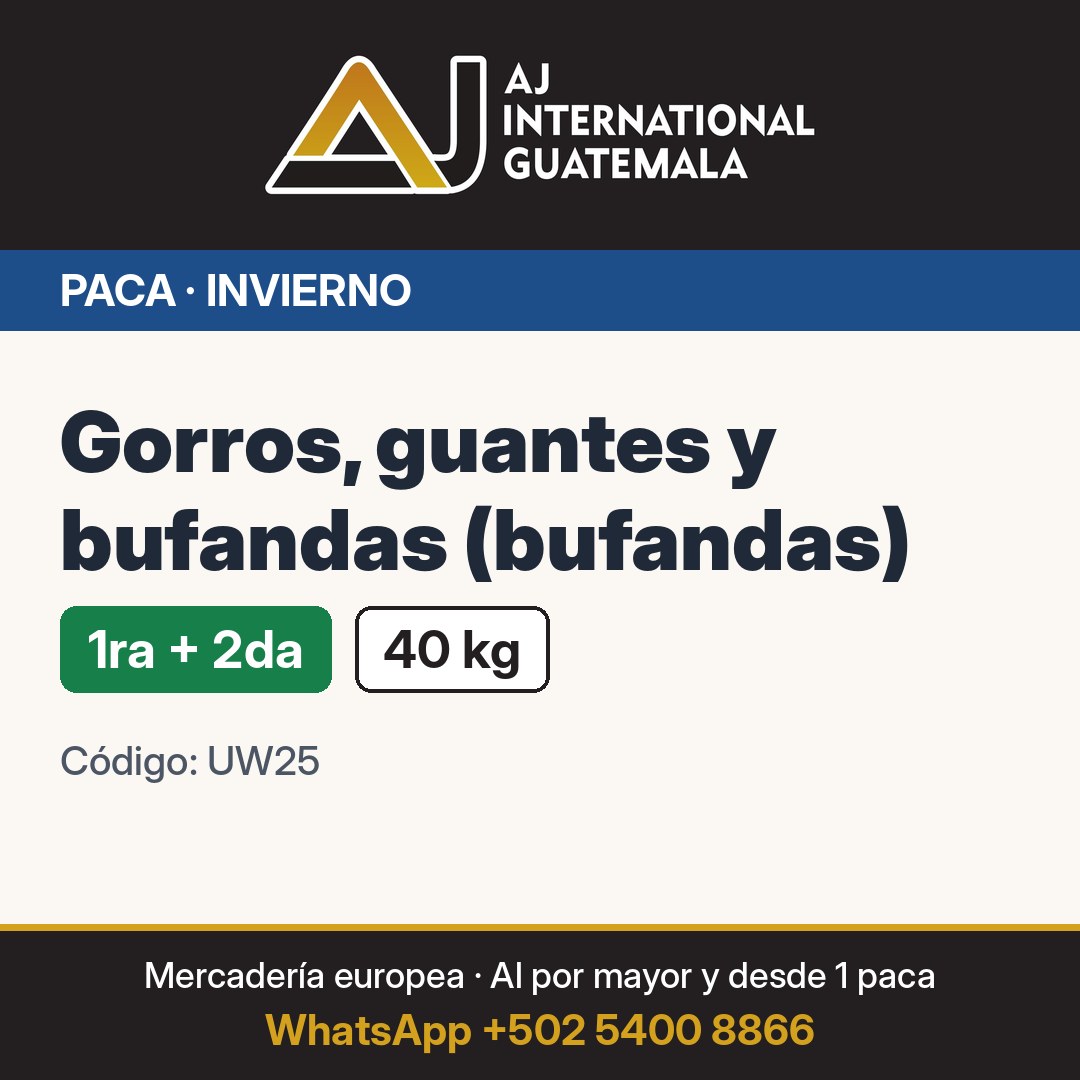 AJ
AJ
INTERNATIONAL
GUATEMALA
PACA · INVIERNO
Gorros, guantes y
bufandas (bufandas)
1ra + 2da
40 kg
Código: UW25
Mercadería europea · Al por mayor y desde 1 paca
WhatsApp +502 5400 8866